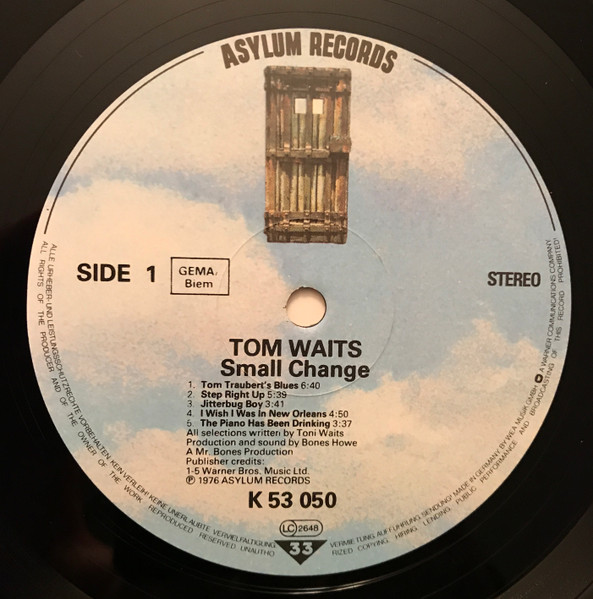 ASYLUM RECORDS
SIDE 1
GEMA/
Biem
STEREO
TOM WAITS
Small Change
1. Tom Traubert's Blues 6:40
2. Step Right Up 5:39
3. Jitterbug Boy 3:41
4. I Wish I Was In New Orleans 4:50
5. The Piano Has Been Drinking 3:37
All selections written by Tom Waits
Production and sound by Bones Howe
A Mr. Bones Production
Publisher credits:
1-5 Warner Bros. Music Ltd.
℗ 1976 ASYLUM RECORDS
K 53 050
LC 2648
33
ALLE URHEBER- UND LEISTUNGSSCHUTZRECHTE VORBEHALTEN. KEIN VERLEIH! KEINE UNERLAUBTE VERVIELFÄLTIGUNG, VERMIETUNG, AUFFÜHRUNG, SENDUNG! MADE IN GERMANY BY WEA MUSIK GMBH A WARNER COMMUNICATIONS COMPANY
ALL RIGHTS OF THE PRODUCER AND OF THE OWNER OF THE WORK REPRODUCED RESERVED UNAUTHORIZED COPYING, HIRING, LENDING, PUBLIC PERFORMANCE AND BROADCASTING OF THIS RECORD PROHIBITED!